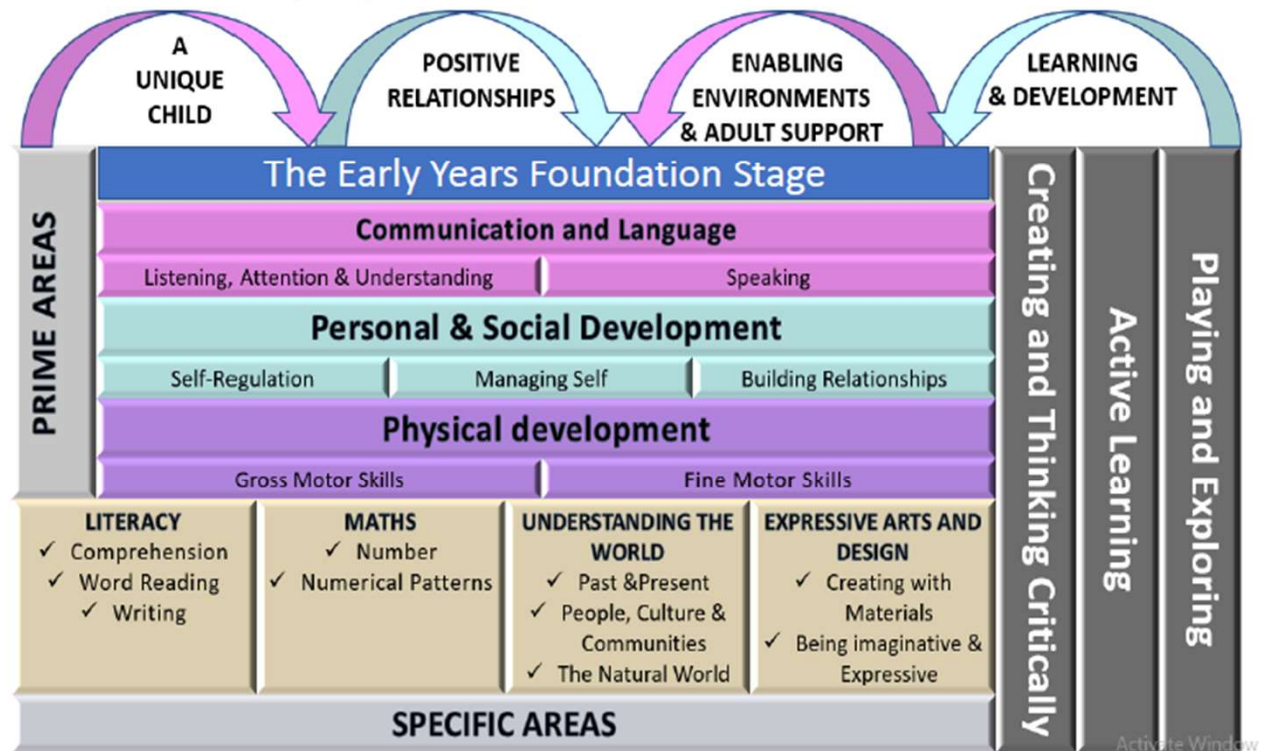 A
UNIQUE
CHILD
POSITIVE
RELATIONSHIPS
ENABLING
ENVIRONMENTS
& ADULT SUPPORT
LEARNING
& DEVELOPMENT
PRIME AREAS
The Early Years Foundation Stage
Communication and Language
Listening, Attention & Understanding
Speaking
Personal & Social Development
Self-Regulation
Managing Self
Building Relationships
Physical development
Gross Motor Skills
Fine Motor Skills
LITERACY
✓ Comprehension
✓ Word Reading
✓ Writing
MATHS
✓ Number
✓ Numerical Patterns
UNDERSTANDING THE
WORLD
✓ Past &Present
✓ People, Culture &
Communities
✓ The Natural World
EXPRESSIVE ARTS AND
DESIGN
✓ Creating with
Materials
✓ Being imaginative &
Expressive
SPECIFIC AREAS
Creating and Thinking Critically
Active Learning
Playing and Exploring
Activate Window